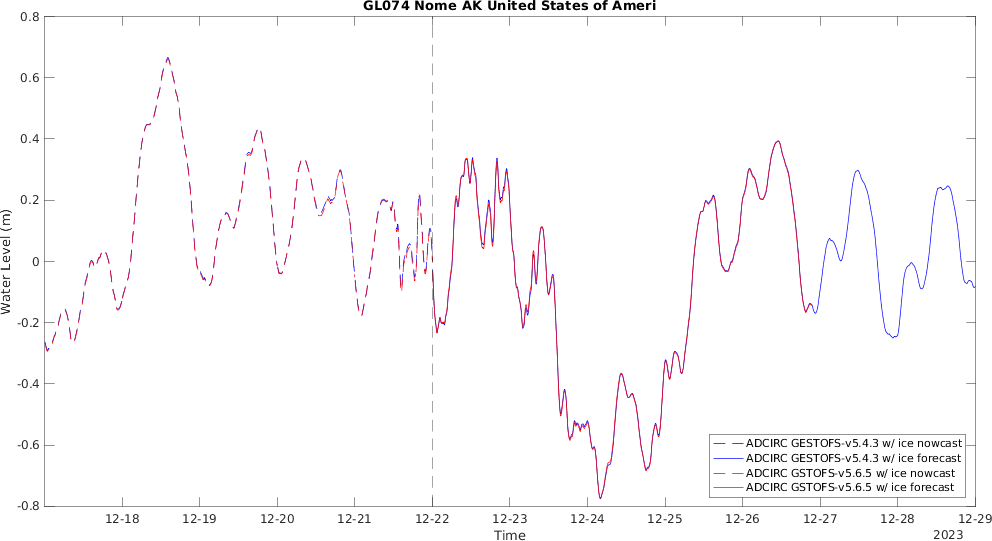 GL074 Nome AK United States of Ameri
Water Level (m)
0.8
0.6
0.4
0.2
0
-0.2
-0.4
-0.6
-0.8
ADCIRC GESTOFS-v5.4.3 w/ ice nowcast
ADCIRC GESTOFS-v5.4.3 w/ ice forecast
ADCIRC GSTOFS-v5.6.5 w/ ice nowcast
ADCIRC GSTOFS-v5.6.5 w/ ice forecast
12-18 12-19 12-20 12-21 12-22 12-23 12-24 12-25 12-26 12-27 12-28 12-29
Time
2023